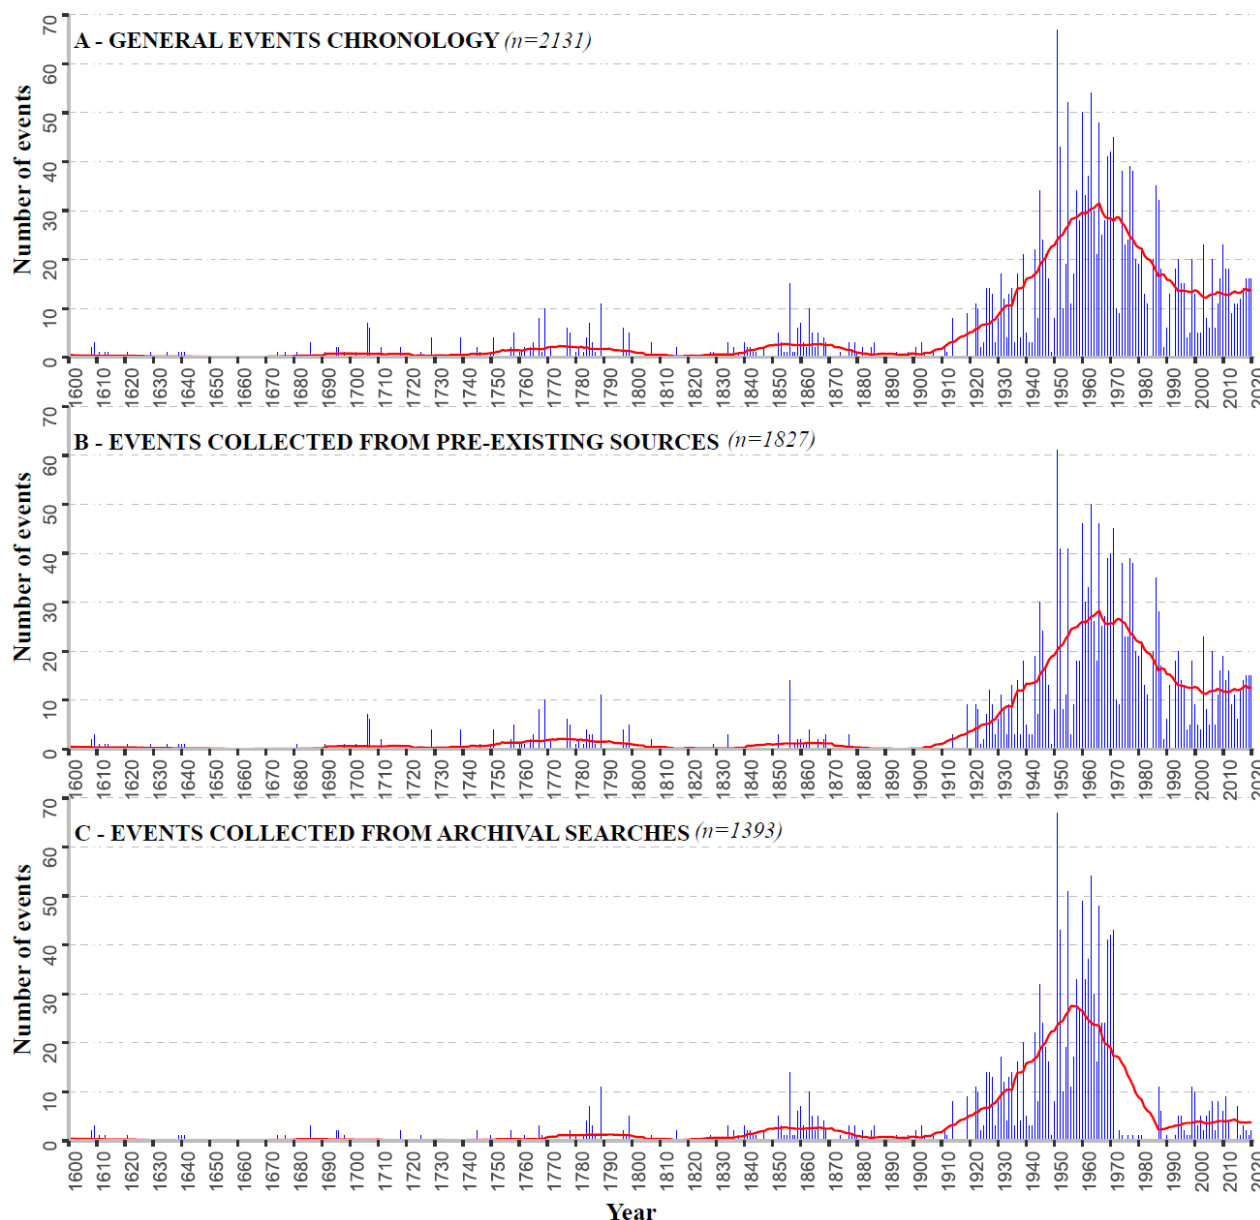 A - GENERAL EVENTS CHRONOLOGY (n=2131)
Number of events
70
60
50
40
30
20
10
0
1600 1610 1620 1630 1640 1650 1660 1670 1680 1690 1700 1710 1720 1730 1740 1750 1760 1770 1780 1790 1800 1810 1820 1830 1840 1850 1860 1870 1880 1890 1900 1910 1920 1930 1940 1950 1960 1970 1980 1990 2000 2010 2020
B - EVENTS COLLECTED FROM PRE-EXISTING SOURCES (n=1827)
Number of events
70
60
50
40
30
20
10
0
1600 1610 1620 1630 1640 1650 1660 1670 1680 1690 1700 1710 1720 1730 1740 1750 1760 1770 1780 1790 1800 1810 1820 1830 1840 1850 1860 1870 1880 1890 1900 1910 1920 1930 1940 1950 1960 1970 1980 1990 2000 2010 2020
C - EVENTS COLLECTED FROM ARCHIVAL SEARCHES (n=1393)
Number of events
70
60
50
40
30
20
10
0
1600 1610 1620 1630 1640 1650 1660 1670 1680 1690 1700 1710 1720 1730 1740 1750 1760 1770 1780 1790 1800 1810 1820 1830 1840 1850 1860 1870 1880 1890 1900 1910 1920 1930 1940 1950 1960 1970 1980 1990 2000 2010 2020
Year